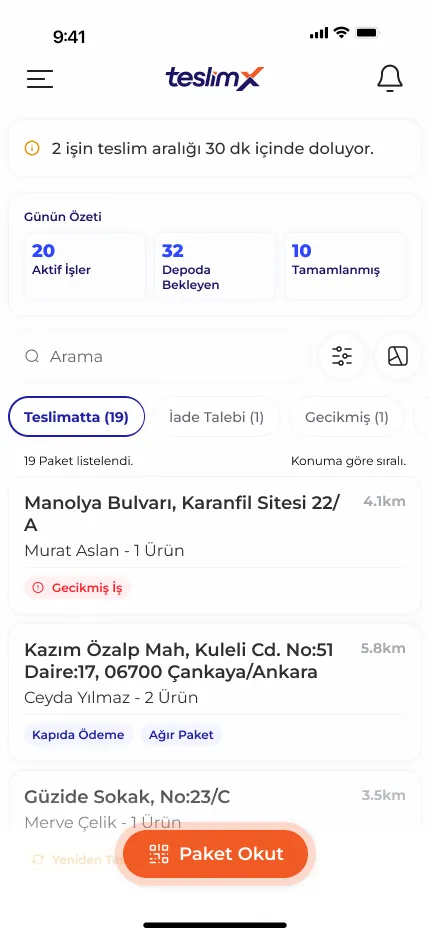 9:41
teslimX
2 işin teslim aralığı 30 dk içinde doluyor.
Günün Özeti
20
Aktif İşler
32
Depoda
Bekleyen
10
Tamamlanmış
Arama
Teslimatta (19)
İade Talebi (1)
Gecikmiş (1)
19 Paket listelendi.
Konuma göre sıralı.
Manolya Bulvarı, Karanfil Sitesi 22/
A
4.1km
Murat Aslan - 1 Ürün
Gecikmiş İş
Kazım Özalp Mah, Kuleli Cd. No:51
Daire:17, 06700 Çankaya/Ankara
5.8km
Ceyda Yılmaz - 2 Ürün
Kapıda Ödeme
Ağır Paket
Güzide Sokak, No:23/C
3.5km
Merve Çelik - 1 Ürün
Yeniden
Paket Okut